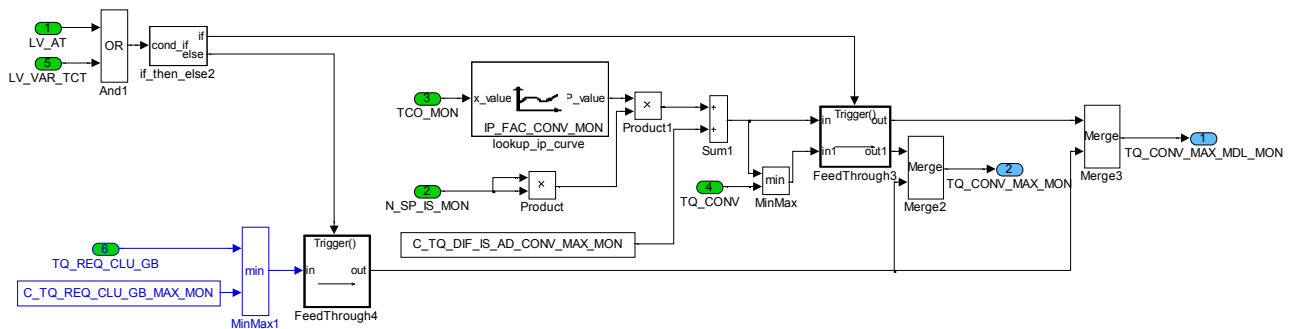 1
LV_AT
5
LV_VAR_TCT
OR
And1
cond_if
if
else
if_then_else2
3
TCO_MON
x_value
P_value
IP_FAC_CONV_MON
lookup_ip_curve
×
Product1
2
N_SP_IS_MON
×
Product
+
+
Sum1
4
TQ_CONV
min
MinMax
C_TQ_DIF_IS_AD_CONV_MAX_MON
Trigger()
in
out
in1
out1
FeedThrough3
Merge
Merge2
Merge
Merge3
1
TQ_CONV_MAX_MDL_MON
2
TQ_CONV_MAX_MON
6
TQ_REQ_CLU_GB
C_TQ_REQ_CLU_GB_MAX_MON
min
MinMax1
Trigger()
in
out
FeedThrough4